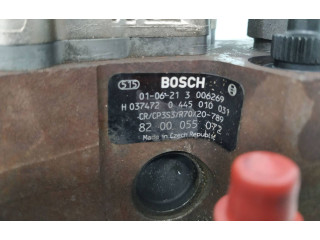 515 BOSCH
01-06-21 3 006269
H 037472 0 445 010 031
CR/CP3S3/R70/20-789
82 00 055 072
Made in Czech Republic